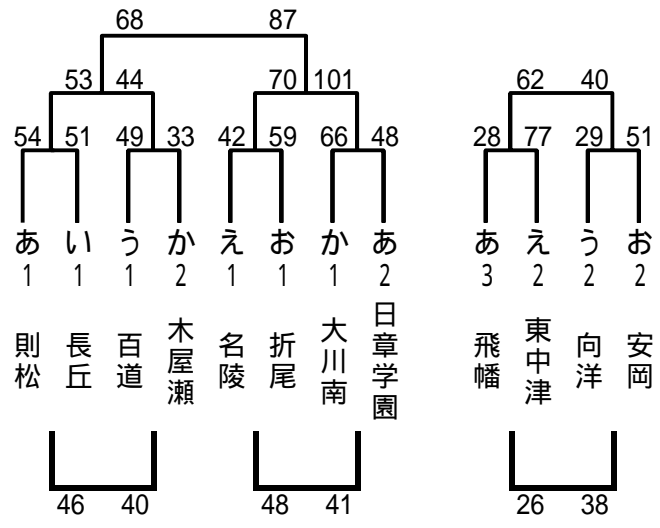 68 87
53 44 70 101 62 40
54 51 49 33 42 59 66 48 28 77 29 51
あ い う か え お か あ あ え う お
1 1 1 2 1 1 1 2 3 2 2 2
則松 長丘 百道 木屋瀬 名陵 折尾 大川南 日章学園 飛幡 東中津 向洋 安岡
46 40 48 41 26 38